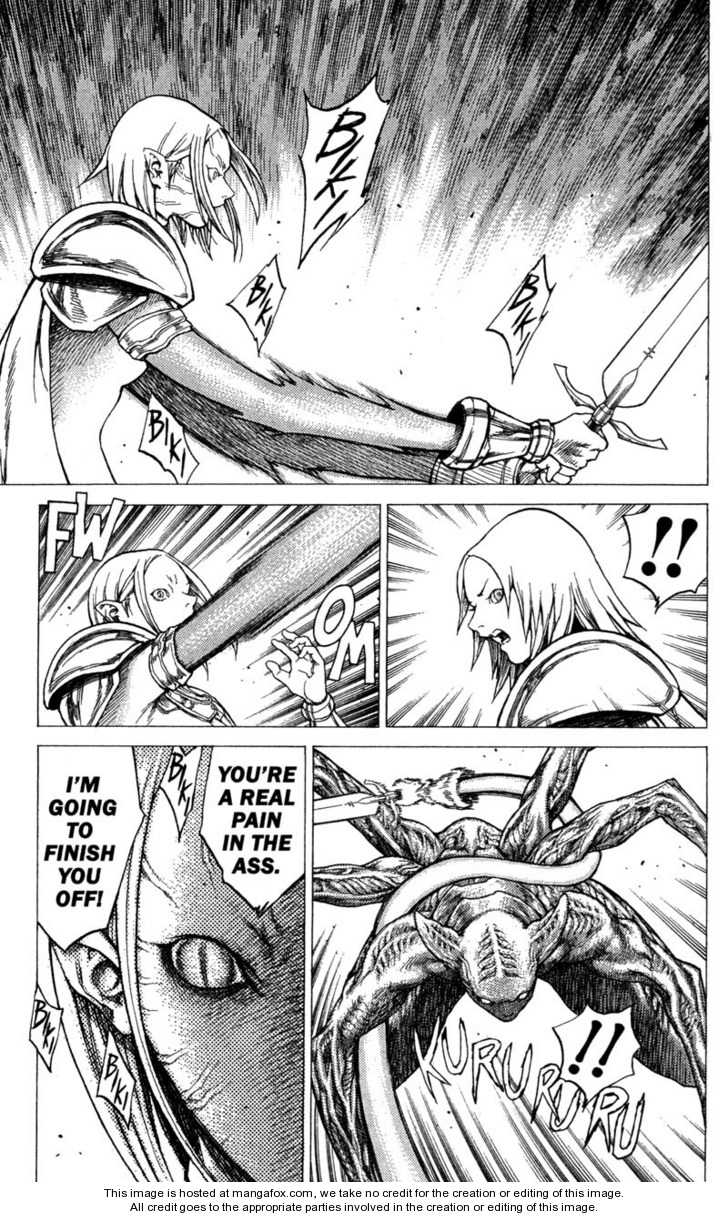 BIKI
BIKI
BIKI
BIKI
!!
FW
OM
YOU'RE
A REAL
PAIN
IN THE
ASS.
I'M
GOING
TO
FINISH
YOU
OFF!
BIKI
BIKI
BIKI
!!
KURURURU
This image is hosted at mangafox.com, we take no credit for the creation or editing of this image.
All credit goes to the appropriate parties involved in the creation or editing of this image.